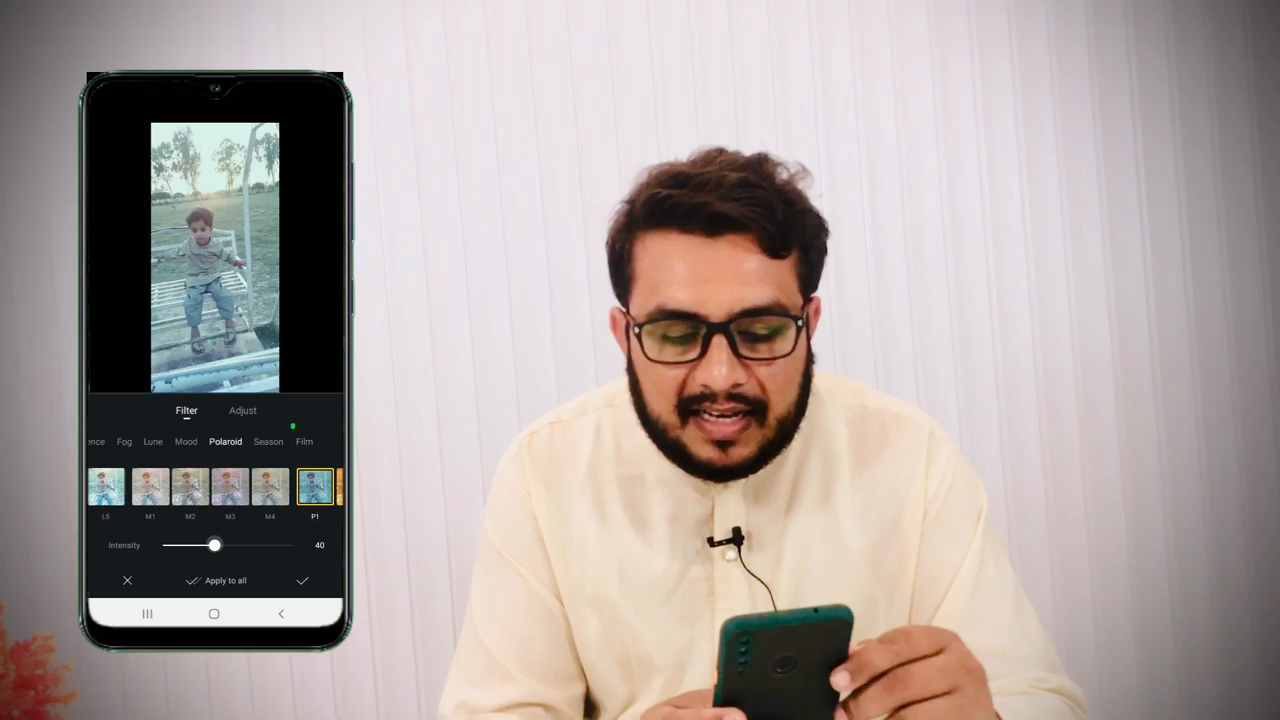 Filter Adjust
ence Fog Lune Mood Polaroid Season Film
L5 M1 M2 M3 M4 P1
Intensity 40
Apply to all